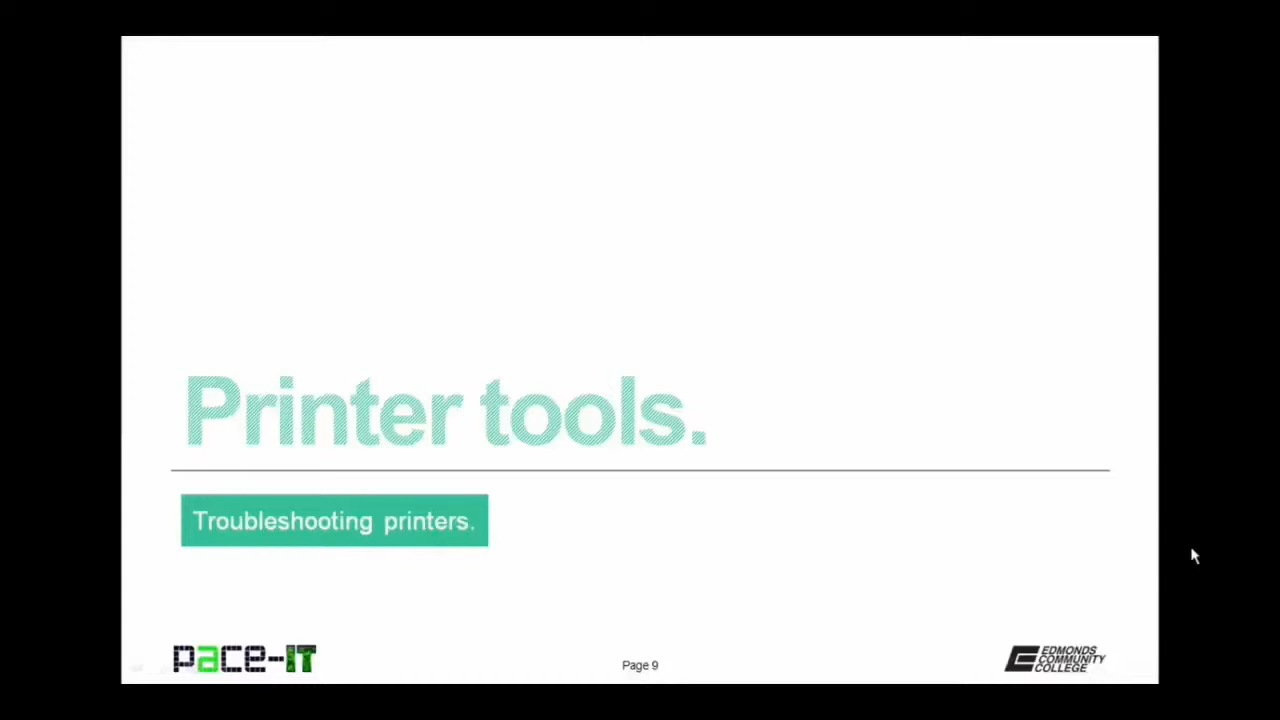 Printer tools.
Troubleshooting printers.
pace-IT
Page 9
EDMONDS
COMMUNITY
COLLEGE